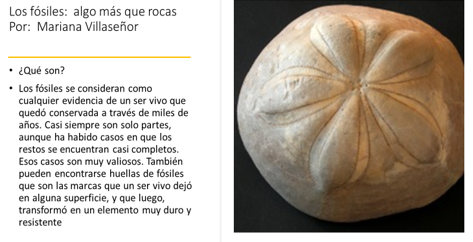 Los fósiles:  algo más que rocas
Por:  Mariana Villaseñor
• ¿Qué son?
• Los fósiles se consideran como
cualquier evidencia de un ser vivo que
quedó conservada a través de miles de
años. Casi siempre son solo partes,
aunque ha habido casos en que los
restos se encuentran casi completos.
Esos casos son muy valiosos. También
pueden encontrarse huellas de fósiles
que son las marcas que un ser vivo dejó
en alguna superficie, y que luego,
transformó en un elemento muy duro y
resistente